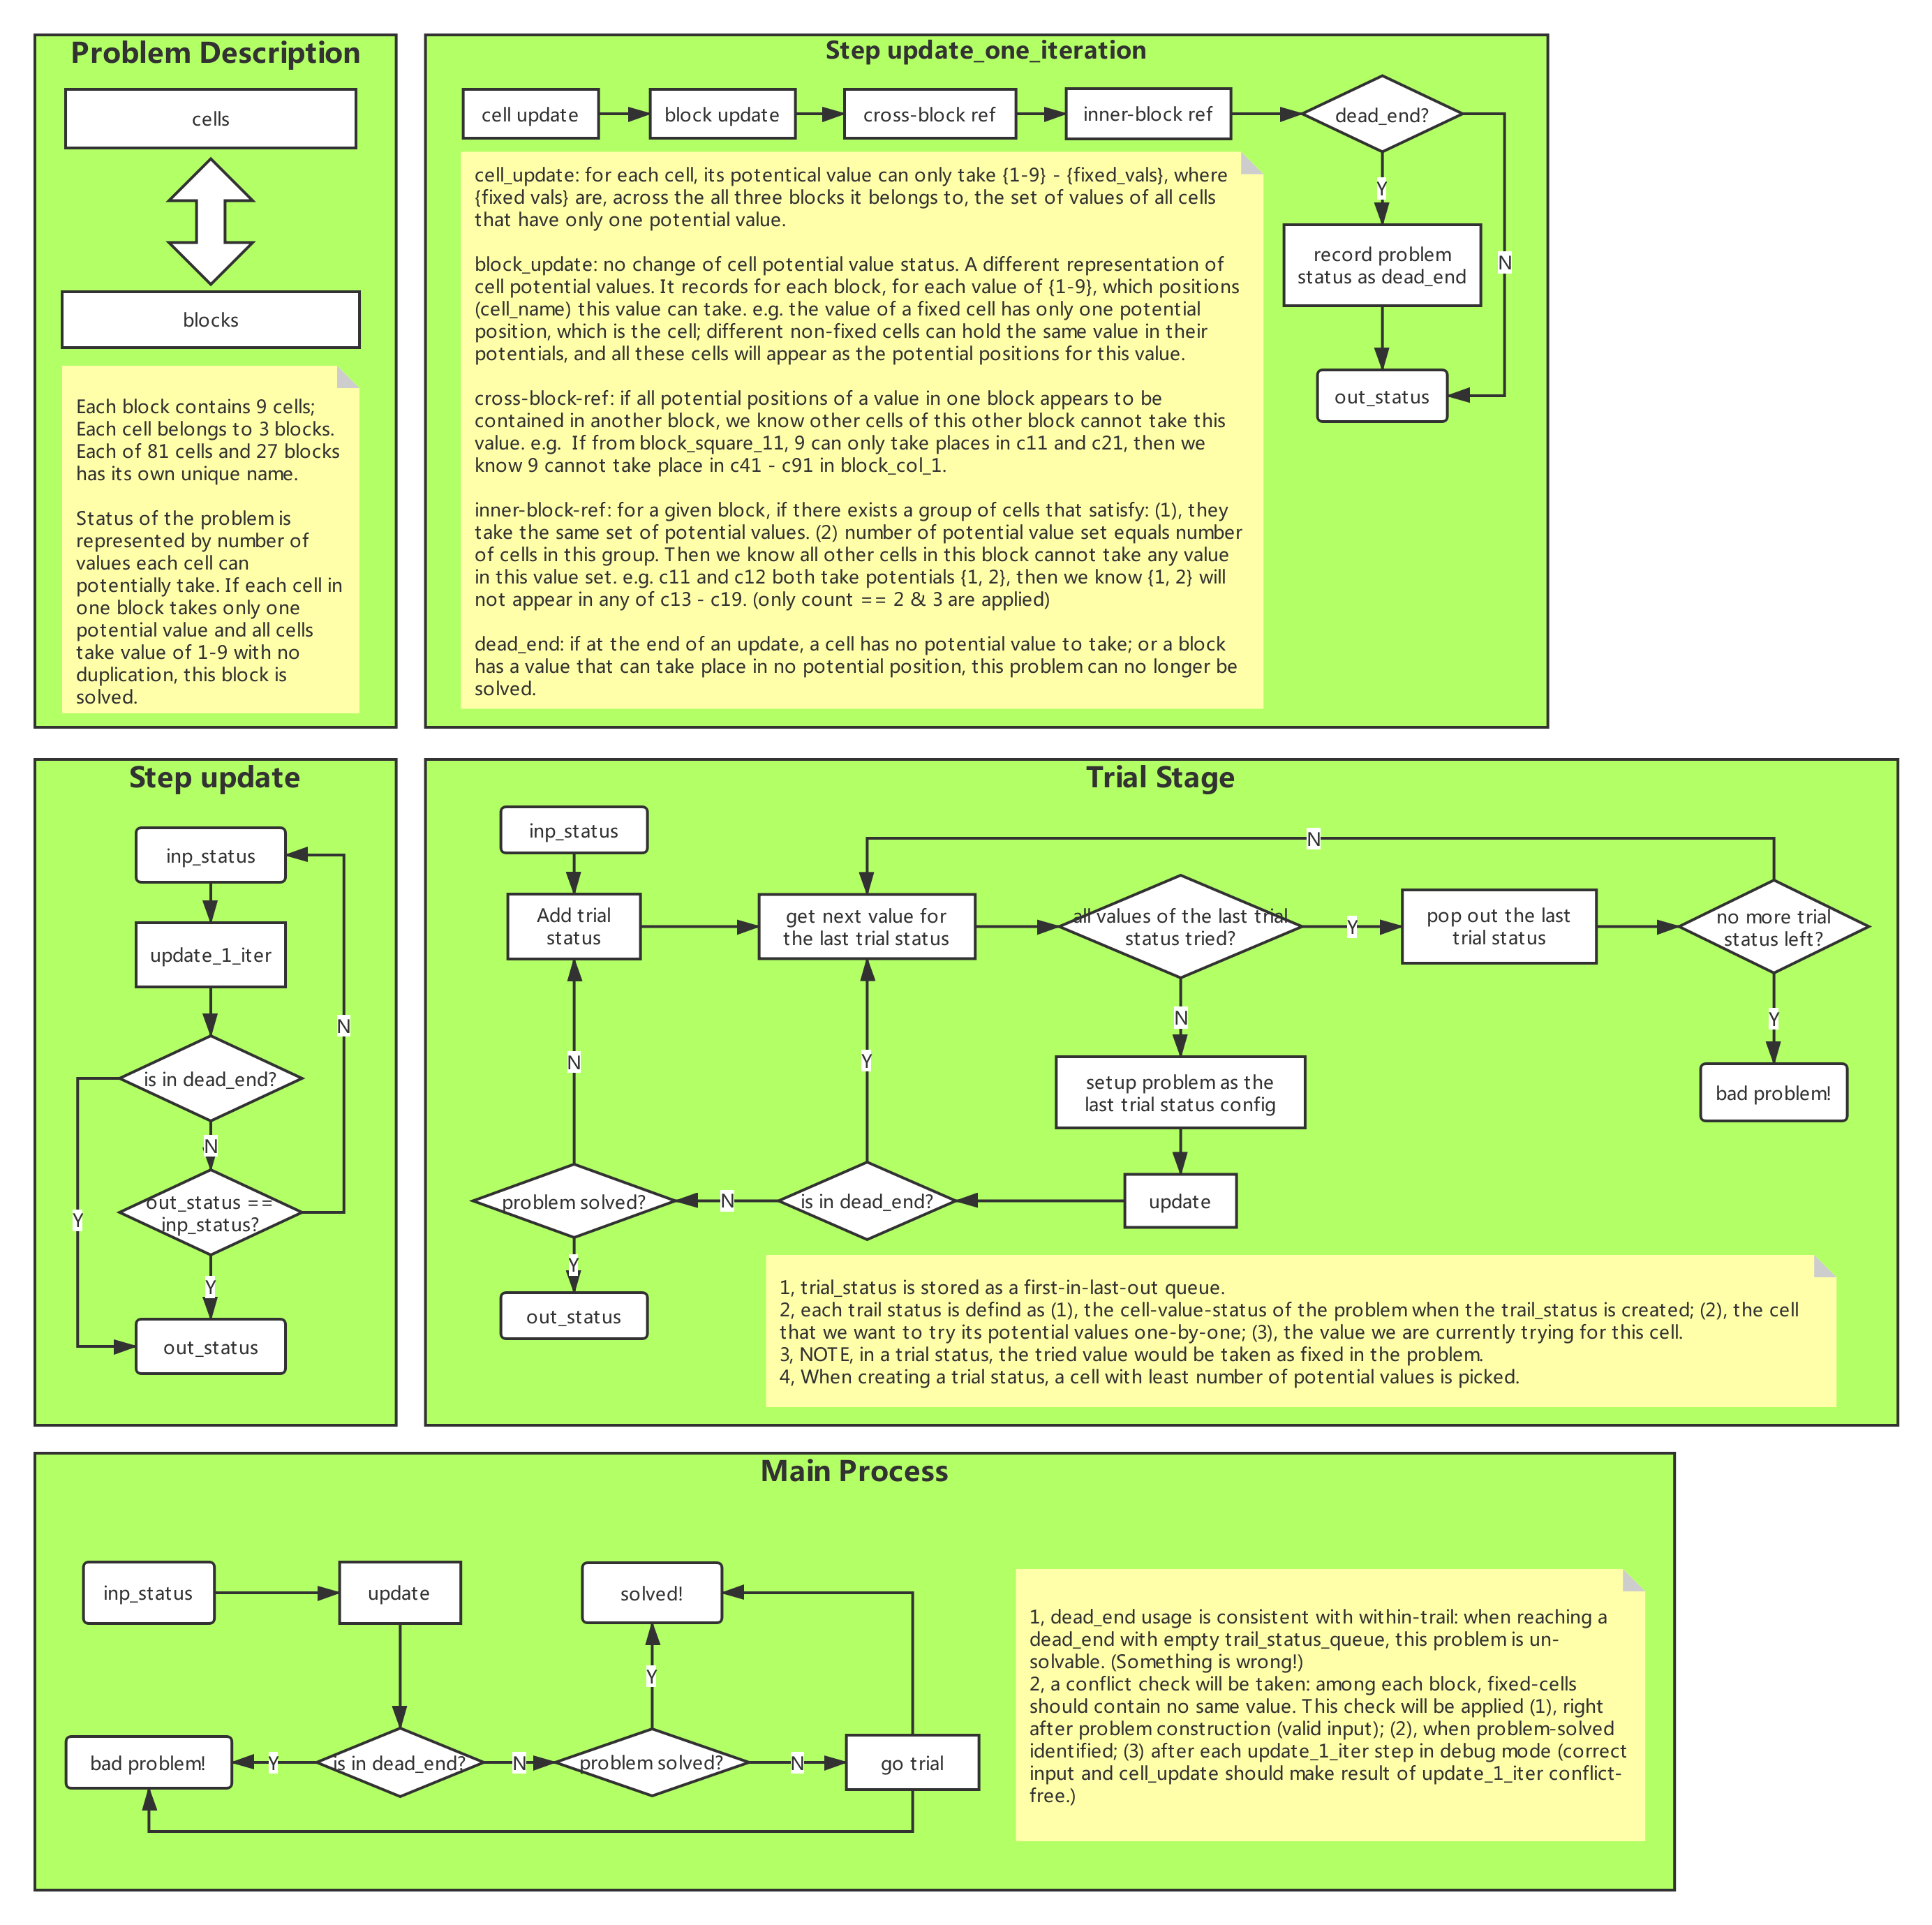 Problem Description
cells
blocks
Each block contains 9 cells;
Each cell belongs to 3 blocks.
Each of 81 cells and 27 blocks
has its own unique name.
Status of the problem is
represented by number of
values each cell can
potentially take. If each cell in
one block takes only one
potential value and all cells
take value of 1-9 with no
duplication, this block is
solved.
Step update_one_iteration
cell update
block update
cross-block ref
inner-block ref
dead_end?
Y
N
record problem
status as dead_end
out_status
cell_update: for each cell, its potentical value can only take {1-9} - {fixed_vals}, where
{fixed vals} are, across the all three blocks it belongs to, the set of values of all cells
that have only one potential value.
block_update: no change of cell potential value status. A different representation of
cell potential values. It records for each block, for each value of {1-9}, which positions
(cell_name) this value can take. e.g. the value of a fixed cell has only one potential
position, which is the cell; different non-fixed cells can hold the same value in their
potentials, and all these cells will appear as the potential positions for this value.
cross-block-ref: if all potential positions of a value in one block appears to be
contained in another block, we know other cells of this other block cannot take this
value. e.g. If from block_square_11, 9 can only take places in c11 and c21, then we
know 9 cannot take place in c41 - c91 in block_col_1.
inner-block-ref: for a given block, if there exists a group of cells that satisfy: (1), they
take the same set of potential values. (2) number of potential value set equals number
of cells in this group. Then we know all other cells in this block cannot take any value
in this value set. e.g. c11 and c12 both take potentials {1, 2}, then we know {1, 2} will
not appear in any of c13 - c19. (only count == 2 & 3 are applied)
dead_end: if at the end of an update, a cell has no potential value to take; or a block
has a value that can take place in no potential position, this problem can no longer be
solved.
Step update
inp_status
update_1_iter
is in dead_end?
N
out_status ==
inp_status?
N
Y
Y
out_status
Trial Stage
inp_status
Add trial
status
get next value for
the last trial status
all values of the last trial
status tried?
Y
pop out the last
trial status
no more trial
status left?
N
Y
bad problem!
N
setup problem as the
last trial status config
update
is in dead_end?
Y
N
problem solved?
N
Y
out_status
1, trial_status is stored as a first-in-last-out queue.
2, each trail status is defind as (1), the cell-value-status of the problem when the trail_status is created; (2), the cell
that we want to try its potential values one-by-one; (3), the value we are currently trying for this cell.
3, NOTE, in a trial status, the tried value would be taken as fixed in the problem.
4, When creating a trial status, a cell with least number of potential values is picked.
Main Process
inp_status
update
solved!
Y
bad problem!
Y
is in dead_end?
N
problem solved?
N
go trial
1, dead_end usage is consistent with within-trail: when reaching a
dead_end with empty trail_status_queue, this problem is un-
solvable. (Something is wrong!)
2, a conflict check will be taken: among each block, fixed-cells
should contain no same value. This check will be applied (1), right
after problem construction (valid input); (2), when problem-solved
identified; (3) after each update_1_iter step in debug mode (correct
input and cell_update should make result of update_1_iter conflict-
free.)